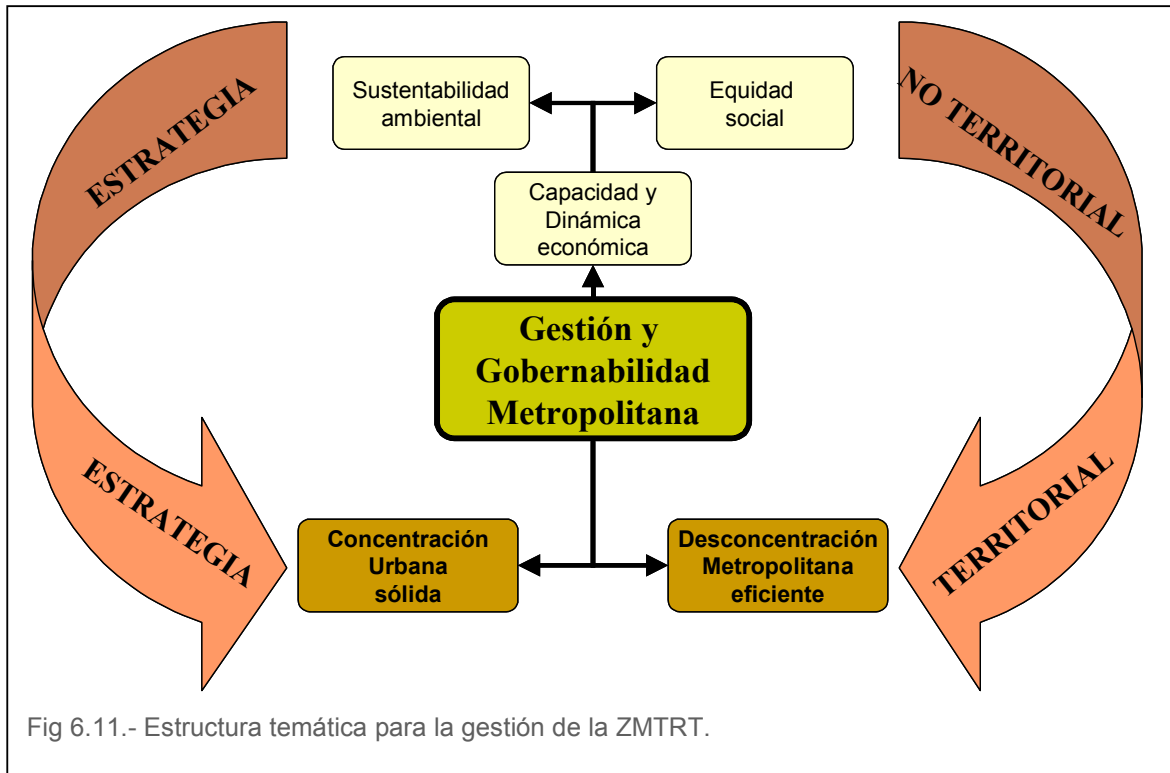 ESTRATEGIA
NO TERRITORIAL
Sustentabilidad
ambiental
Equidad
social
Capacidad y
Dinámica
económica
Gestión y
Gobernabilidad
Metropolitana
ESTRATEGIA
TERRITORIAL
Concentración
Urbana
sólida
Desconcentración
Metropolitana
eficiente
Fig 6.11.- Estructura temática para la gestión de la ZMTRT.